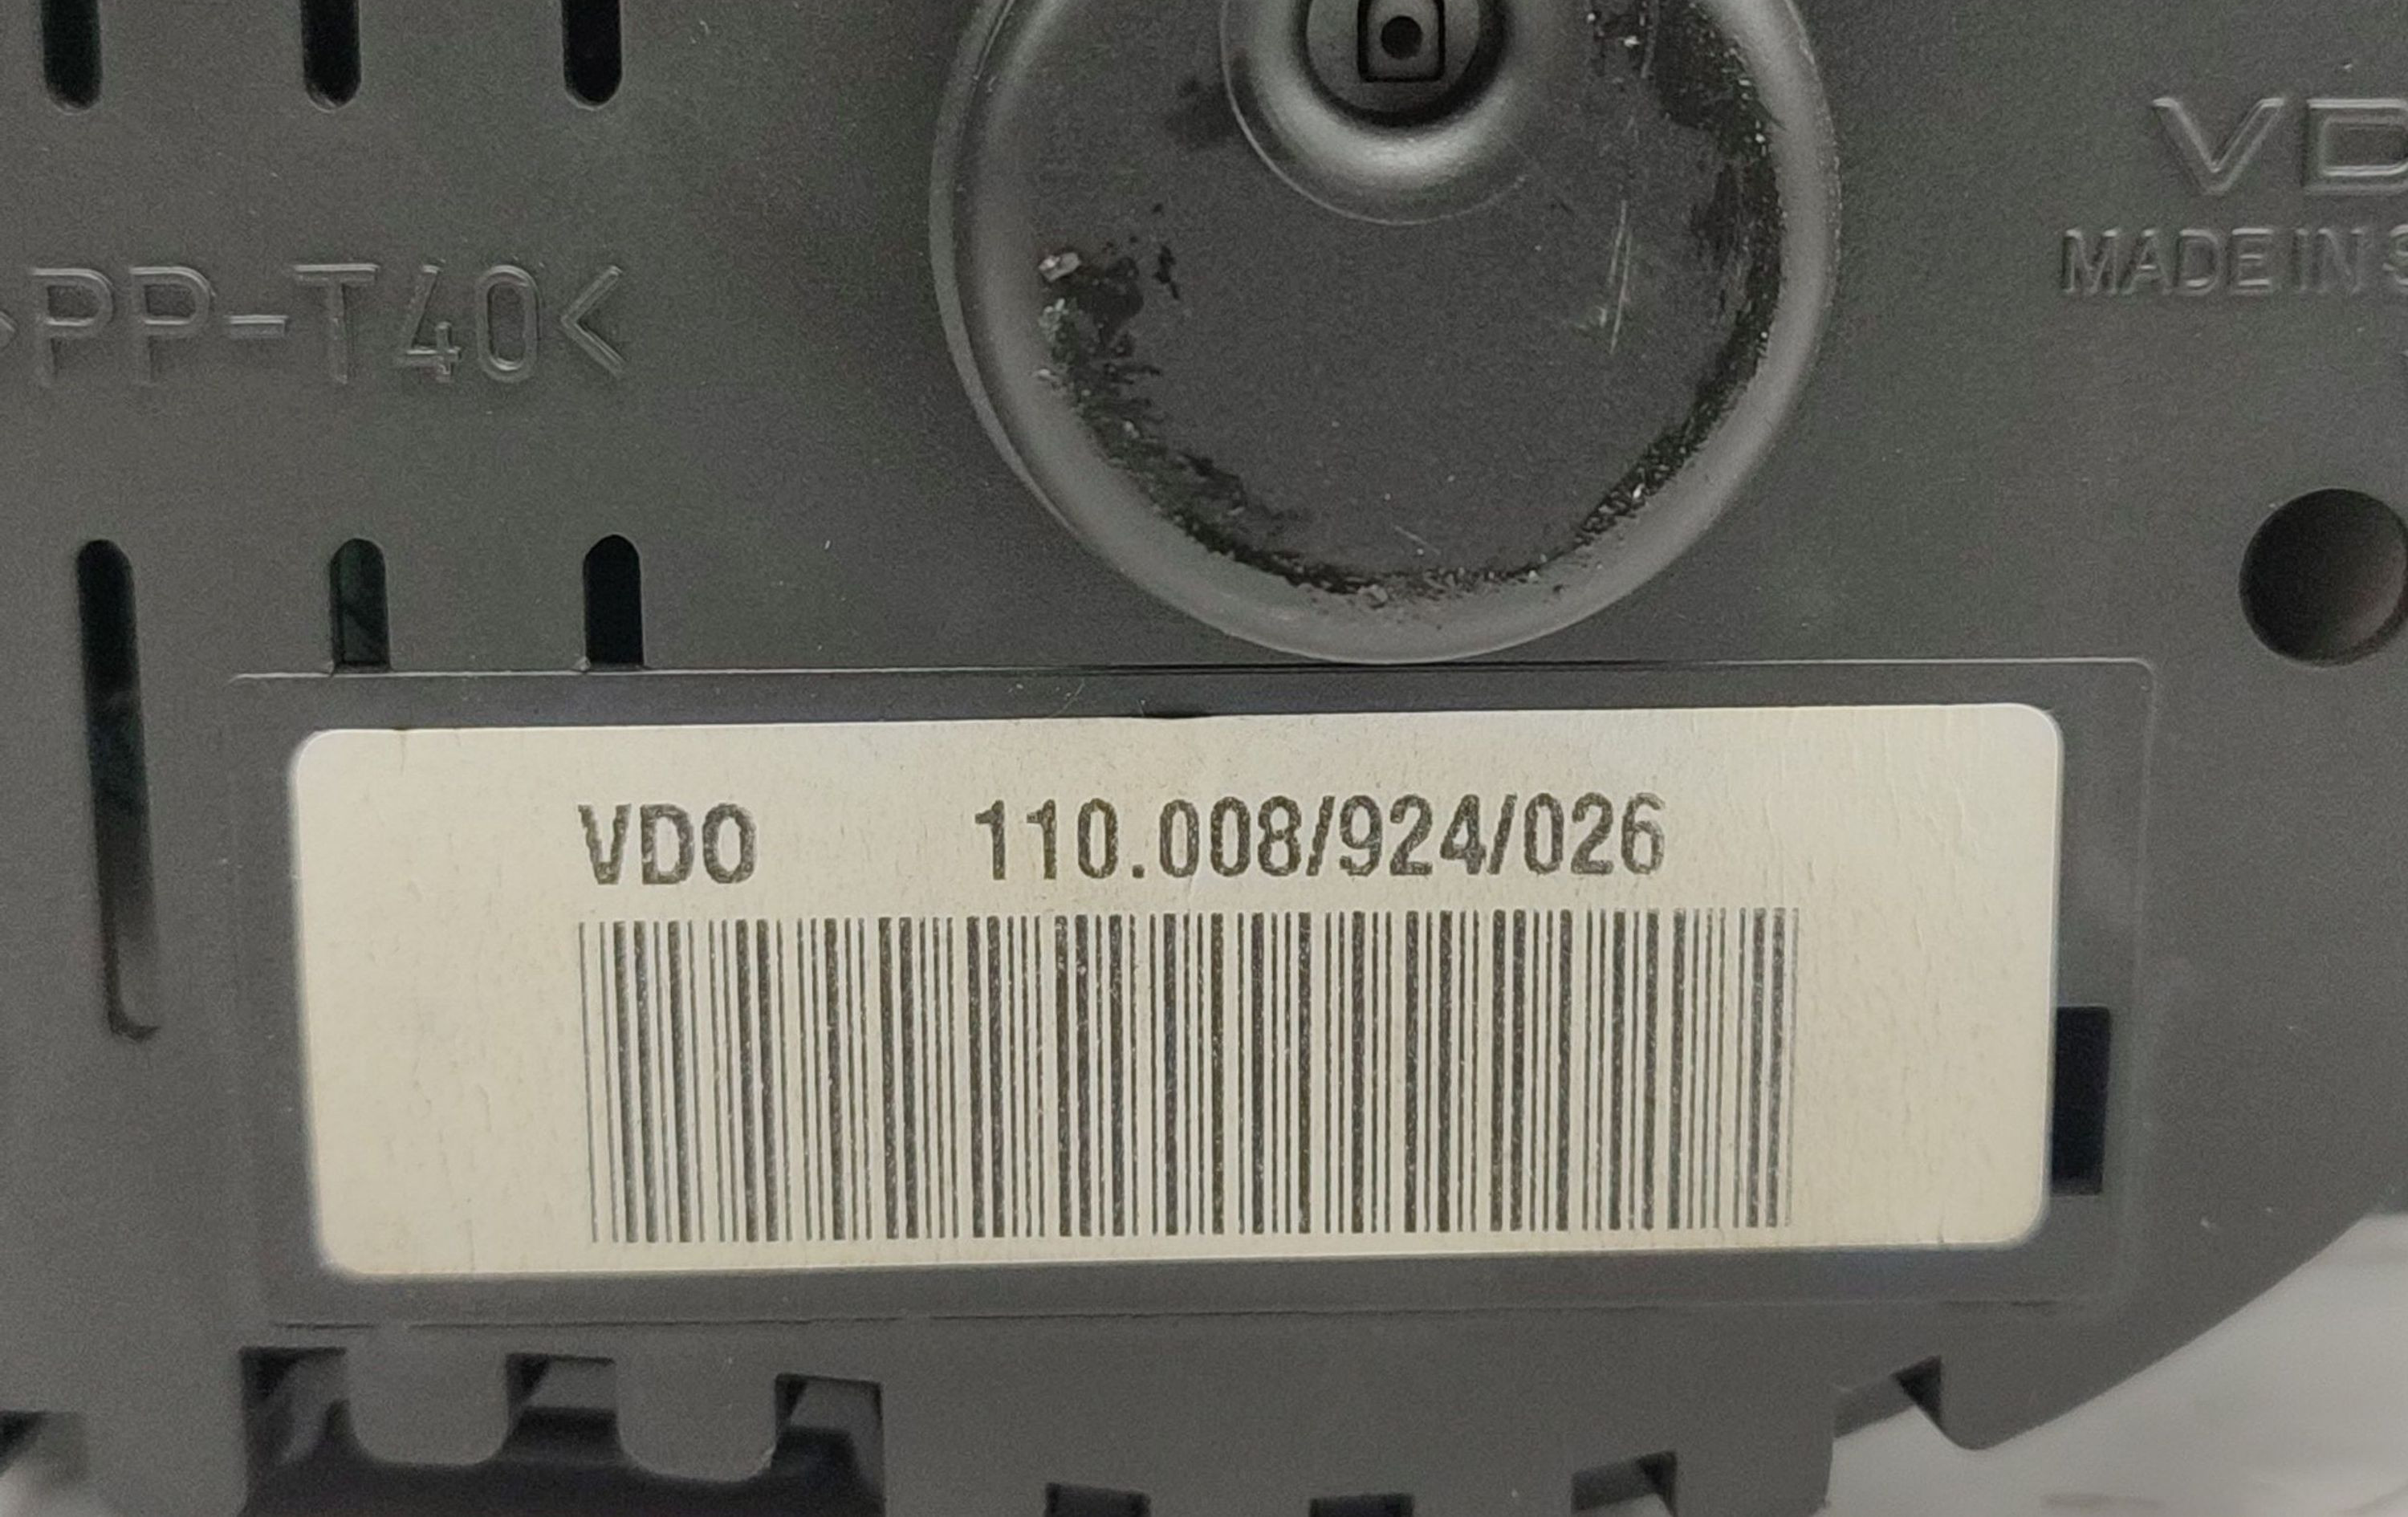 >PP-T40<
VD
MADE IN S
VDO 110.008/924/026